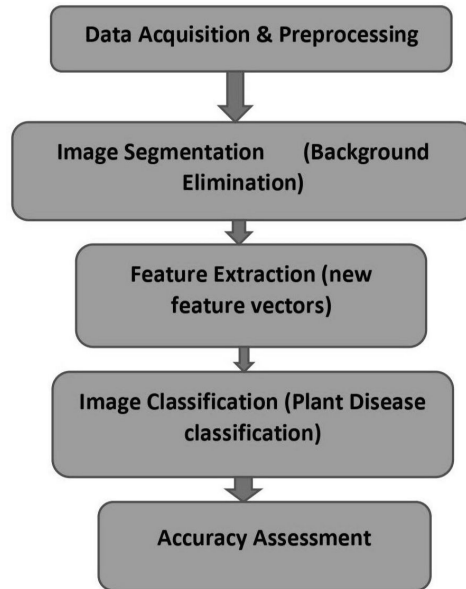 Data Acquisition & Preprocessing
Image Segmentation (Background
Elimination)
Feature Extraction (new
feature vectors)
Image Classification (Plant Disease
classification)
Accuracy Assessment